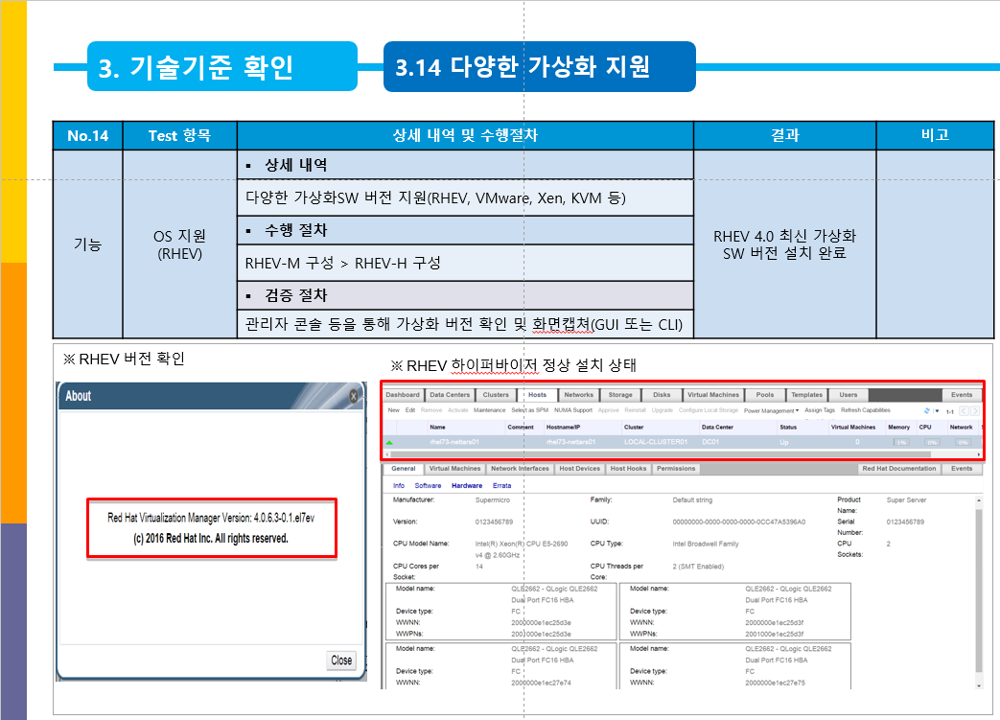 3. 기술기준 확인
3.14 다양한 가상화 지원
No.14 Test 항목 상세 내역 및 수행절차 결과 비고
기능
OS 지원
(RHEV)
▪ 상세 내역
다양한 가상화SW 버전 지원(RHEV, VMware, Xen, KVM 등)
▪ 수행 절차
RHEV-M 구성 > RHEV-H 구성
▪ 검증 절차
관리자 콘솔 등을 통해 가상화 버전 확인 및 화면캡쳐(GUI 또는 CLI)
RHEV 4.0 최신 가상화
SW 버전 설치 완료
※ RHEV 버전 확인
About
Red Hat Virtualization Manager Version: 4.0.6.3-0.1.el7ev
(c) 2016 Red Hat Inc. All rights reserved.
Close
※ RHEV 하이퍼바이저 정상 설치 상태
Dashboard Data Centers Clusters Hosts Networks Storage Disks Virtual Machines Pools Templates Users Events
New Edit Remove Activate Maintenance Select as SPM NUMA Support Approve Reinstall Upgrade Configure Local Storage Power Management Assign Tags Refresh Capabilities 1-1
Name Comment Hostname/IP Cluster Data Center Status Virtual Machines Memory CPU Network
rhel73-nettars01 rhel73-nettars01 LOCAL-CLUSTER01 DC01 Up 0 1% 0% 0%
General Virtual Machines Network Interfaces Host Devices Host Hooks Permissions Red Hat Documentation Events
Info Software Hardware Errata
Manufacturer: Supermicro Family: Default string Product Name: Super Server
Version: 0123456789 UUID: 00000000-0000-0000-0000-0CC47A5396A0 Serial Number: 0123456789
CPU Model Name: Intel(R) Xeon(R) CPU E5-2690 v4 @ 2.60GHz CPU Type: Intel Broadwell Family CPU Sockets: 2
CPU Cores per Socket: 14 CPU Threads per Core: 2 (SMT Enabled)
Model name: QLE2662 - QLogic QLE2662 Dual Port FC16 HBA
Device type: FC
WWNN: 2000000e1ec25d3e
WWPNs: 2001000e1ec25d3e
Model name: QLE2662 - QLogic QLE2662 Dual Port FC16 HBA
Device type: FC
WWNN: 2000000e1ec25d3f
WWPNs: 2001000e1ec25d3f
Model name: QLE2662 - QLogic QLE2662 Dual Port FC16 HBA
Device type: FC
WWNN: 2000000e1ec27e74
Model name: QLE2662 - QLogic QLE2662 Dual Port FC16 HBA
Device type: FC
WWNN: 2000000e1ec27e75